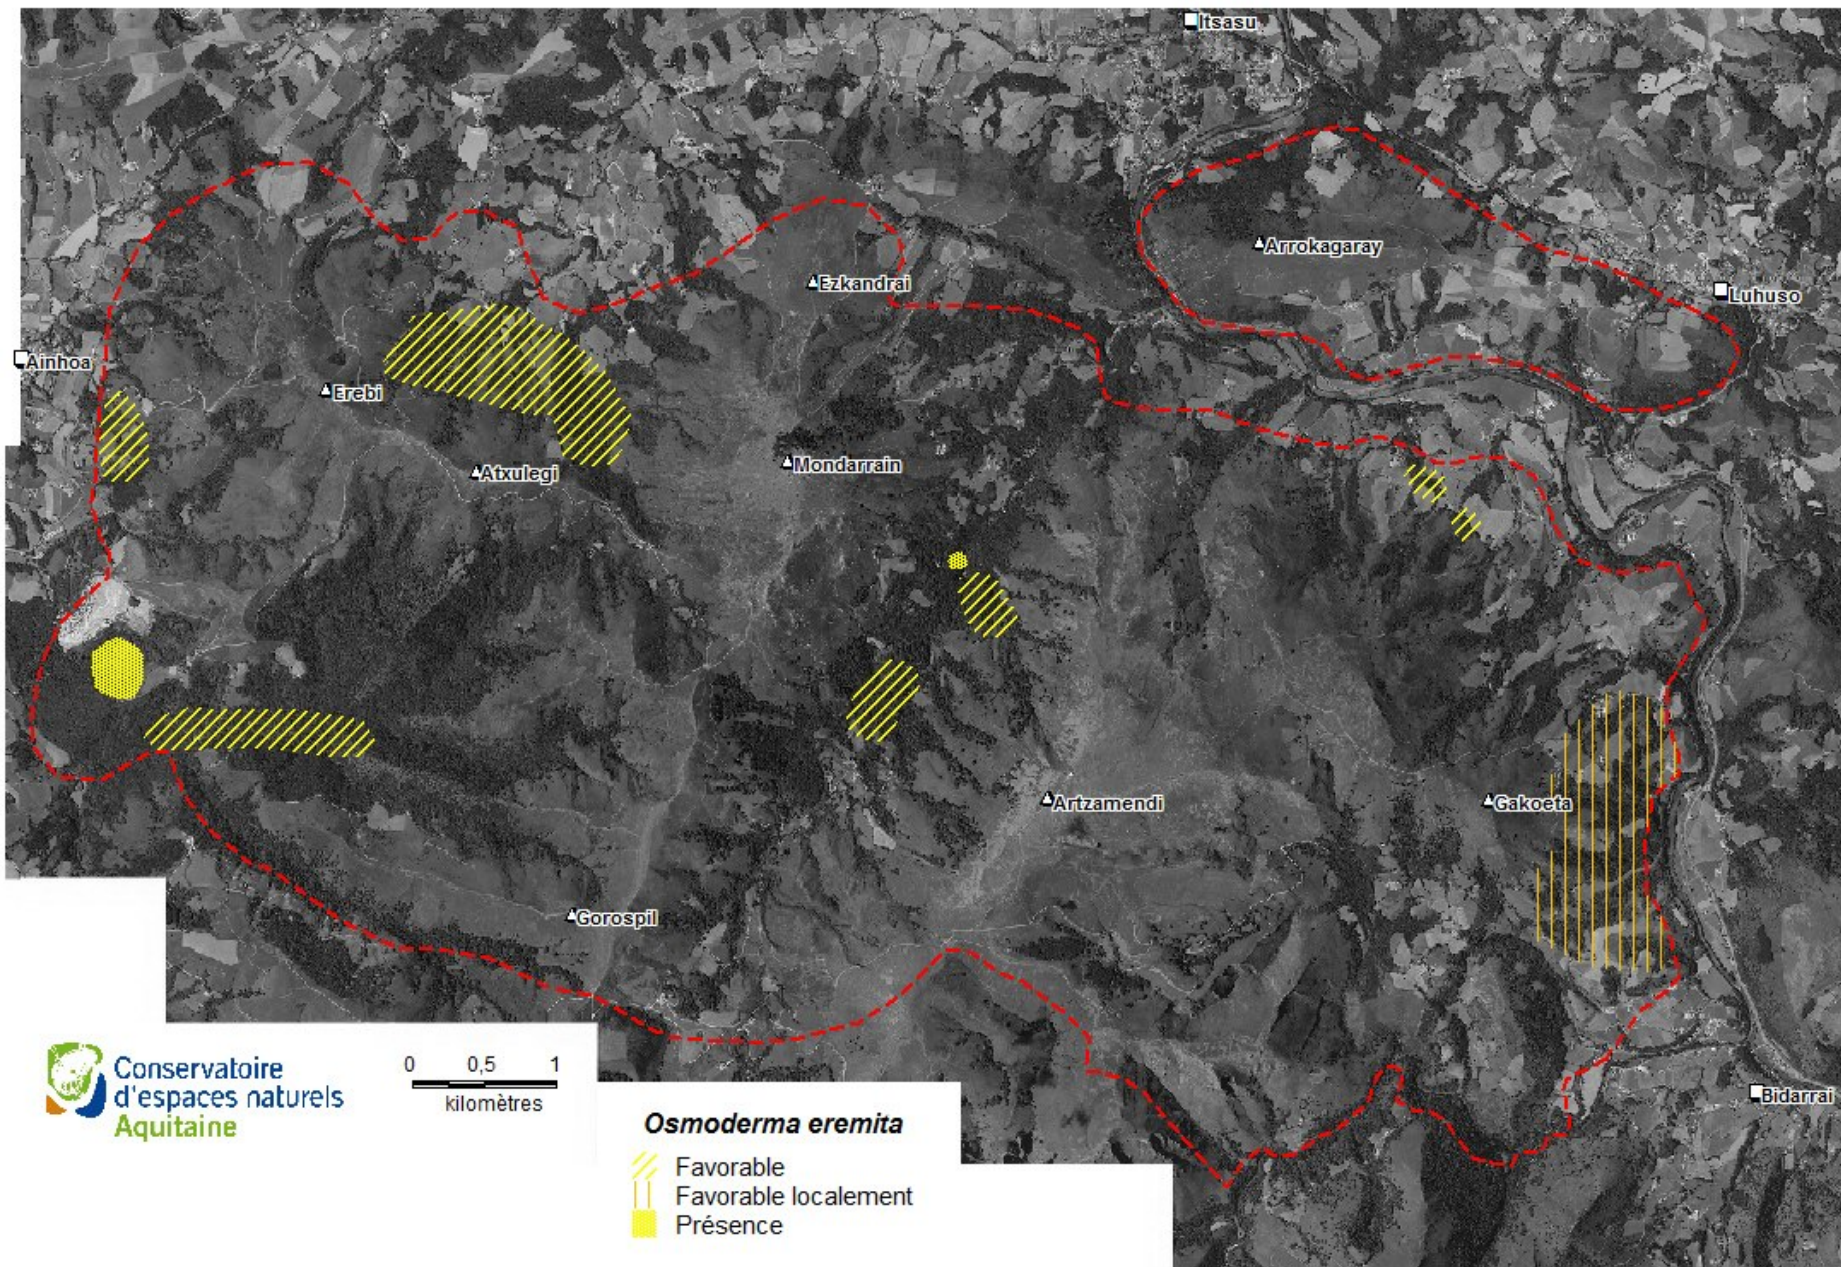 Itsasu
Arrokagaray
Ezkandrai
Luhuso
Ainhoa
Erebi
Mondarrain
Atxulegi
Artzamendi
Gakoeta
Gorospil
Conservatoire
d'espaces naturels
Aquitaine
0 0,5 1
kilomètres
Bidarrai
Osmoderma eremita
Favorable
Favorable localement
Présence